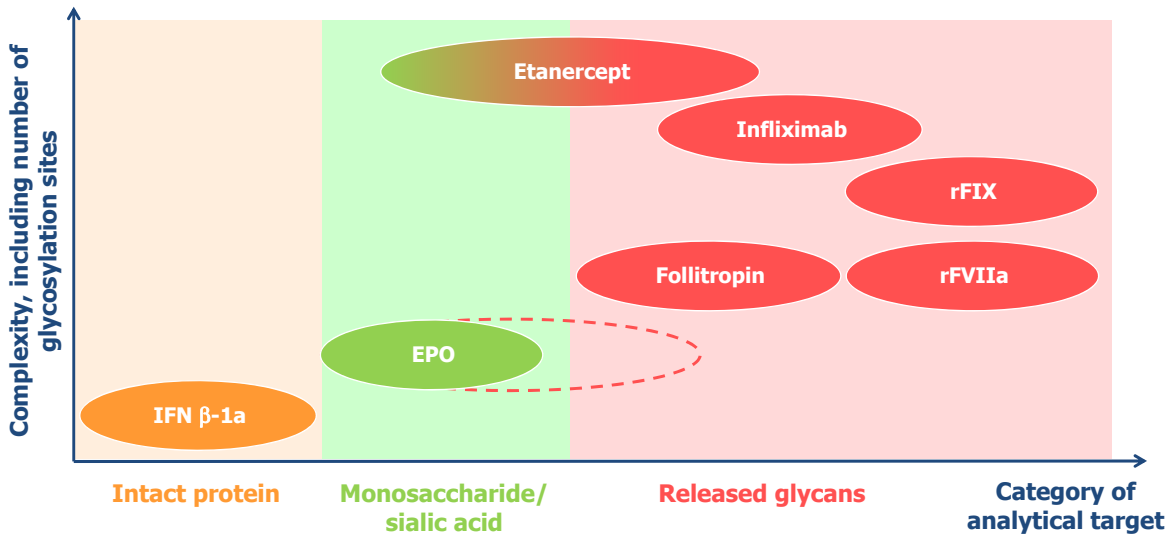 Complexity, including number of
glycosylation sites
Etanercept
Infliximab
rFIX
Follitropin
rFVIIa
EPO
IFN β-1a
Intact protein
Monosaccharide/
sialic acid
Released glycans
Category of
analytical target